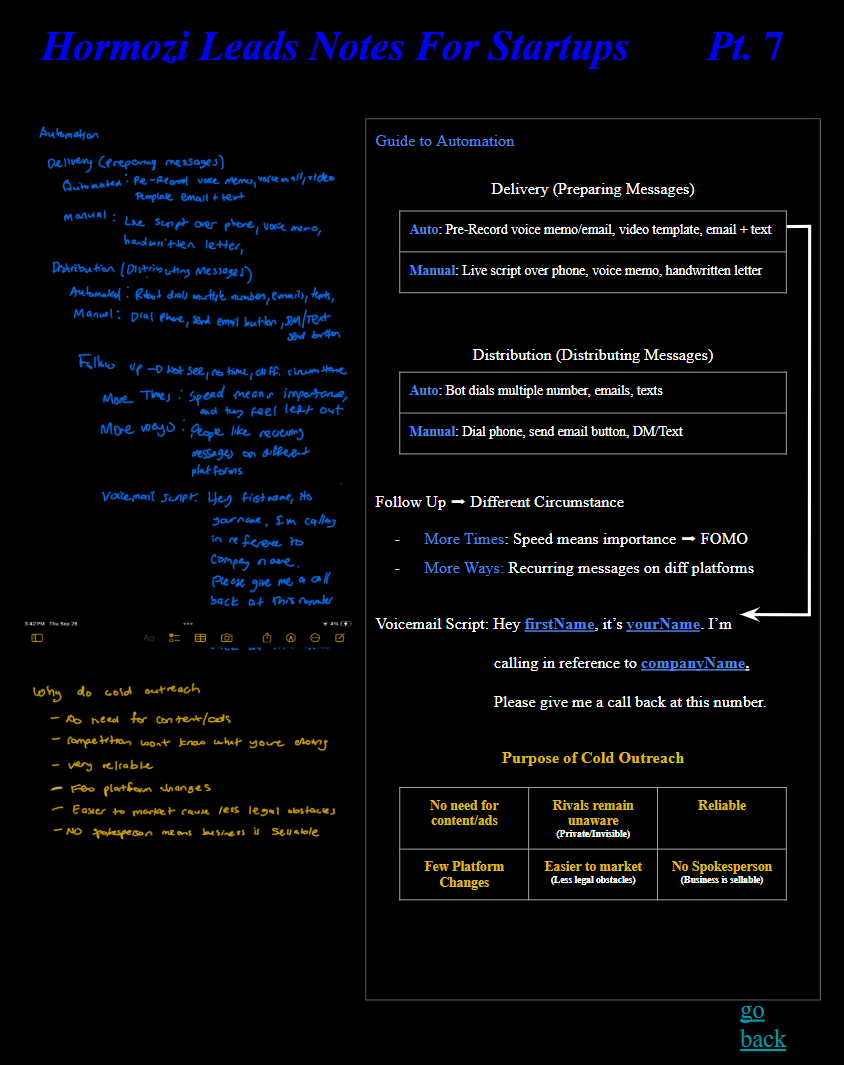 Hormozi Leads Notes For Startups Pt. 7
Automation
Delivery (preparing messages)
Automated: Pre-Record voice memo, voicemail, video
template email + text
Manual: Live script over phone, voice memo,
handwritten letter,
Distribution (Distributing Messages)
Automated: Robot dials multiple numbers, emails, texts,
Manual: Dial phone, send email button, DM/Text
send button
Follow up → Not see, no time, diff. circumstance
More Times: Speed means importance,
and they feel left out
More ways: People like recieving
messages on different
platforms
Voicemail script: Hey firstname, its
yourname. I'm calling
in reference to
Company name.
Please give me a call
back at this number
3:42 PM Thu Sep 26
4%
Aa
Why do cold outreach
- No need for content/ads
- Competition wont know what youre doing
- very reliable
- Few platform changes
- Easier to market cause less legal obstacles
- No spokesperson means business is sellable
Guide to Automation
Delivery (Preparing Messages)
Auto: Pre-Record voice memo/email, video template, email + text
Manual: Live script over phone, voice memo, handwritten letter
Distribution (Distributing Messages)
Auto: Bot dials multiple number, emails, texts
Manual: Dial phone, send email button, DM/Text
Follow Up → Different Circumstance
- More Times: Speed means importance → FOMO
- More Ways: Recurring messages on diff platforms
Voicemail Script: Hey firstName, it's yourName. I'm
calling in reference to companyName.
Please give me a call back at this number.
Purpose of Cold Outreach
No need for
content/ads
Rivals remain
unaware
(Private/Invisible)
Reliable
Few Platform
Changes
Easier to market
(Less legal obstacles)
No Spokesperson
(Business is sellable)
go
back